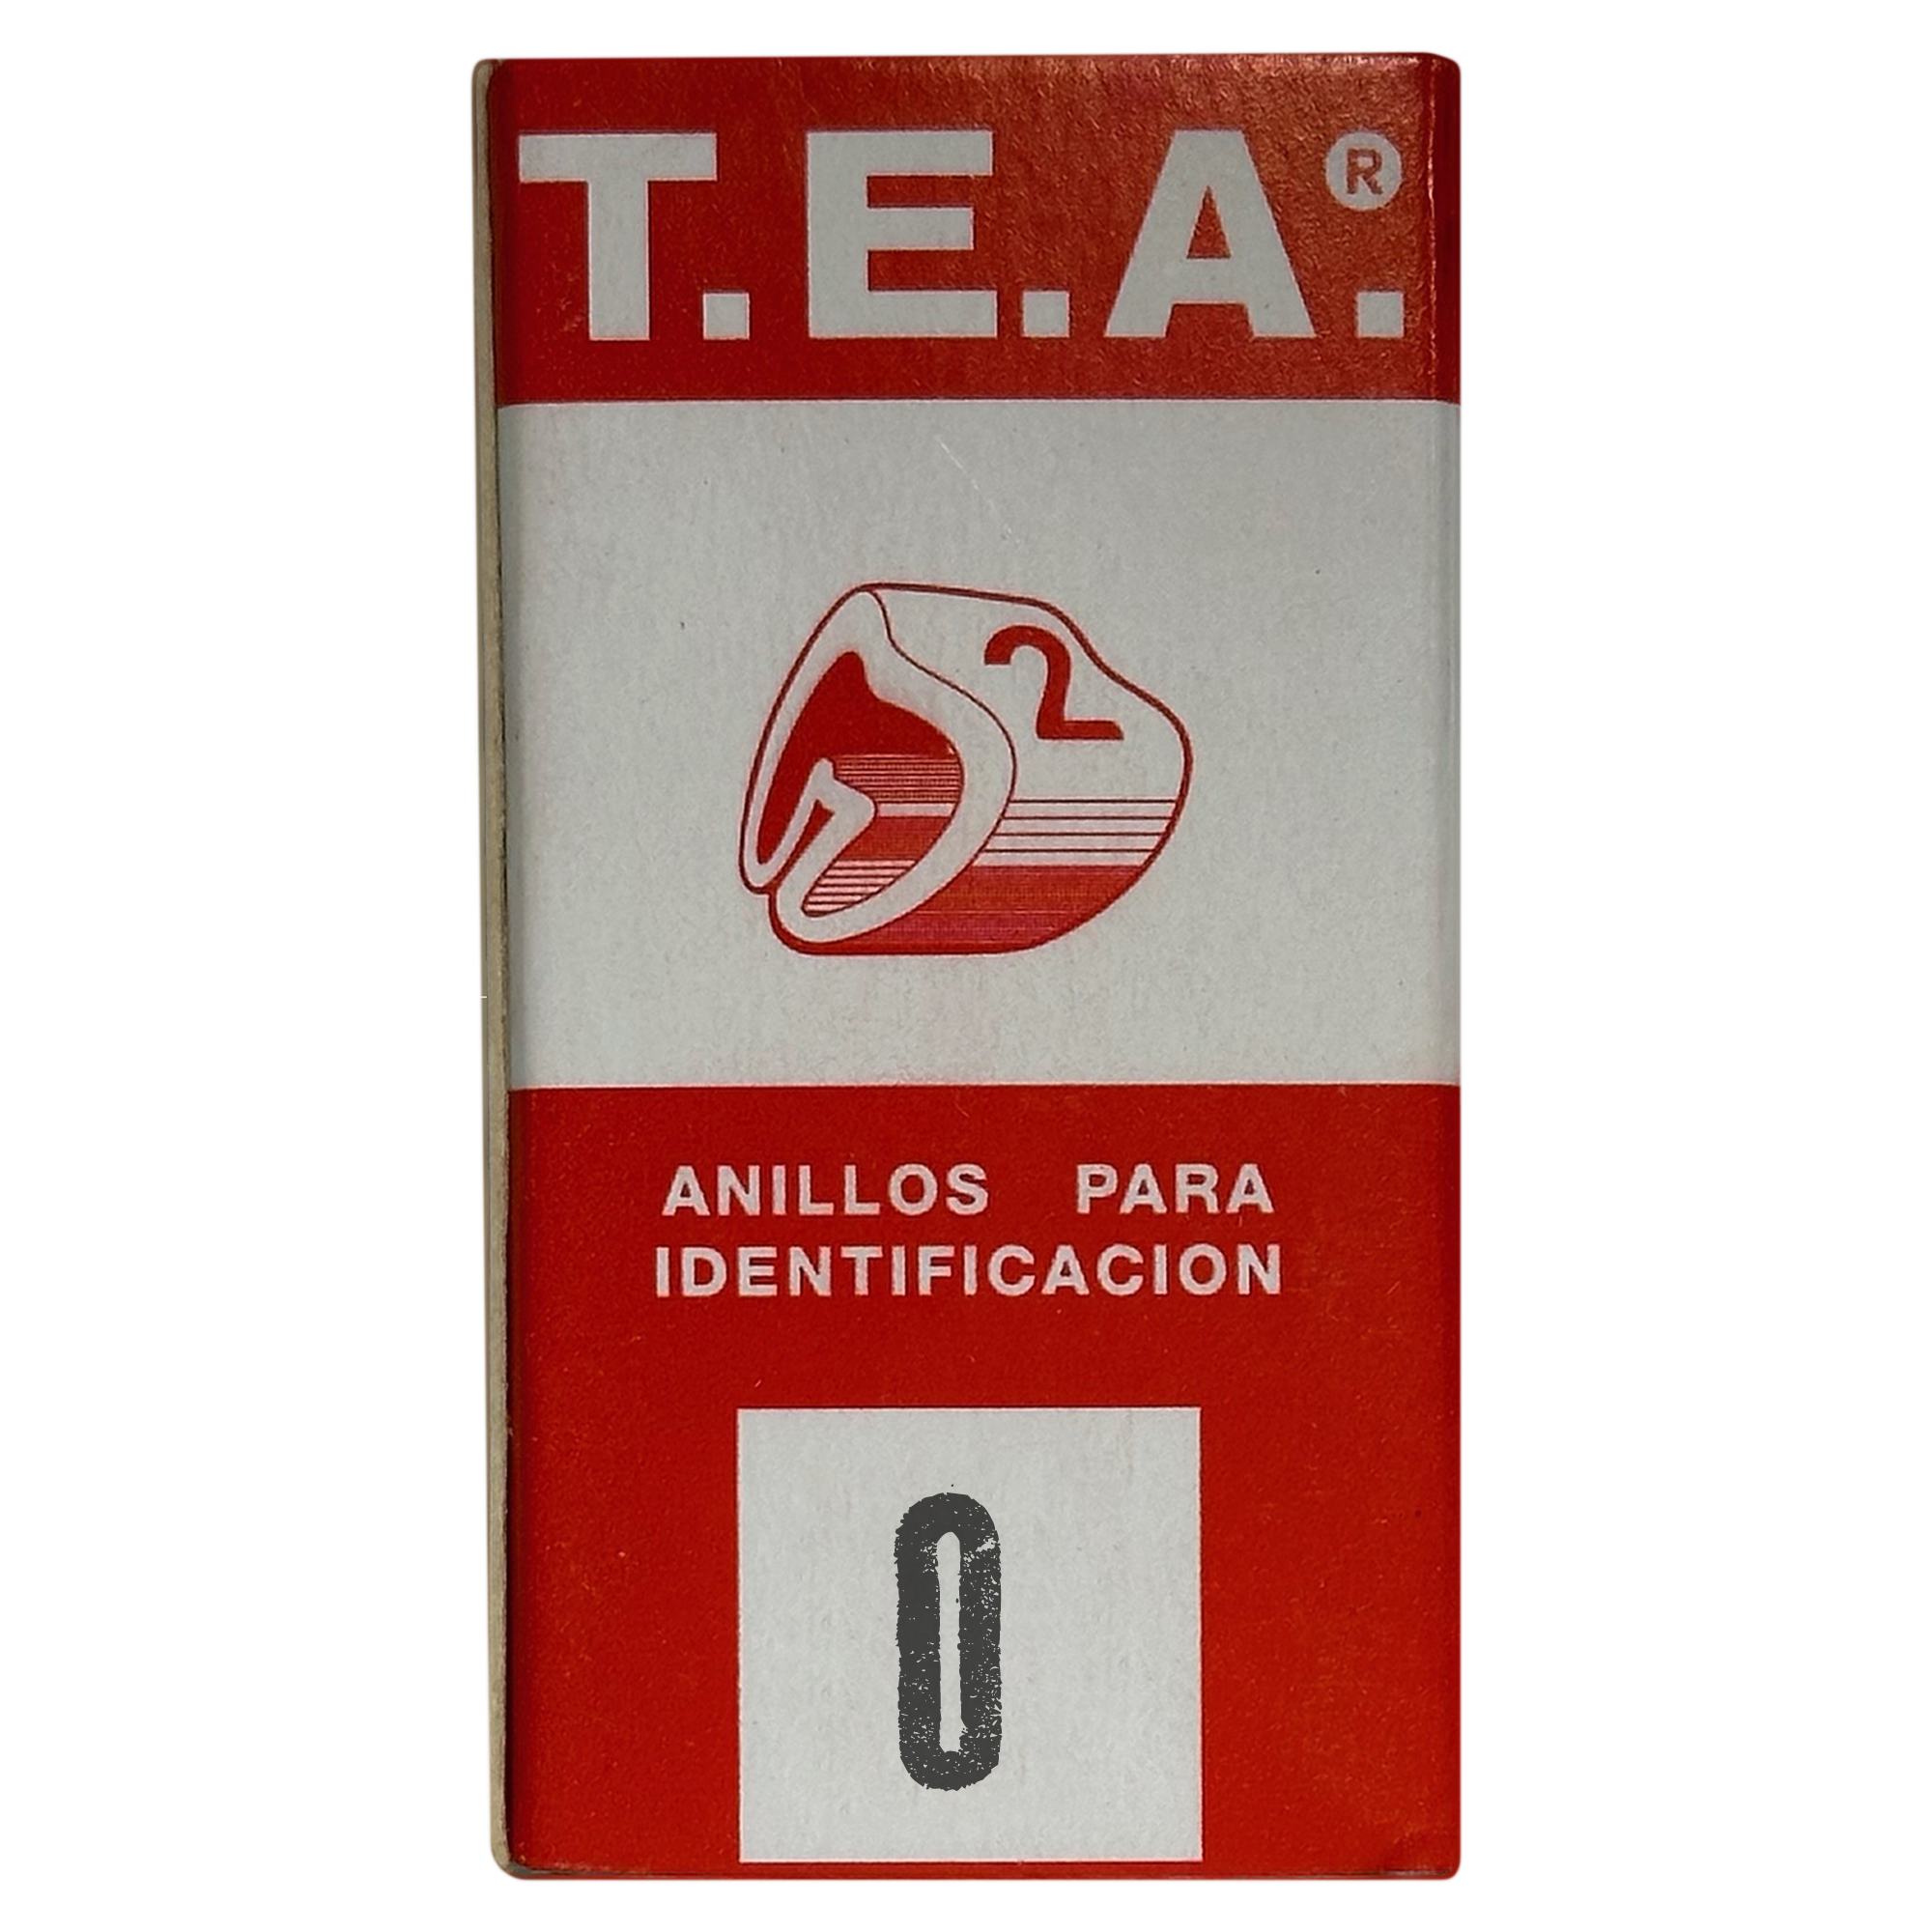 T.E.A.®
2
ANILLOS PARA
IDENTIFICACION
0